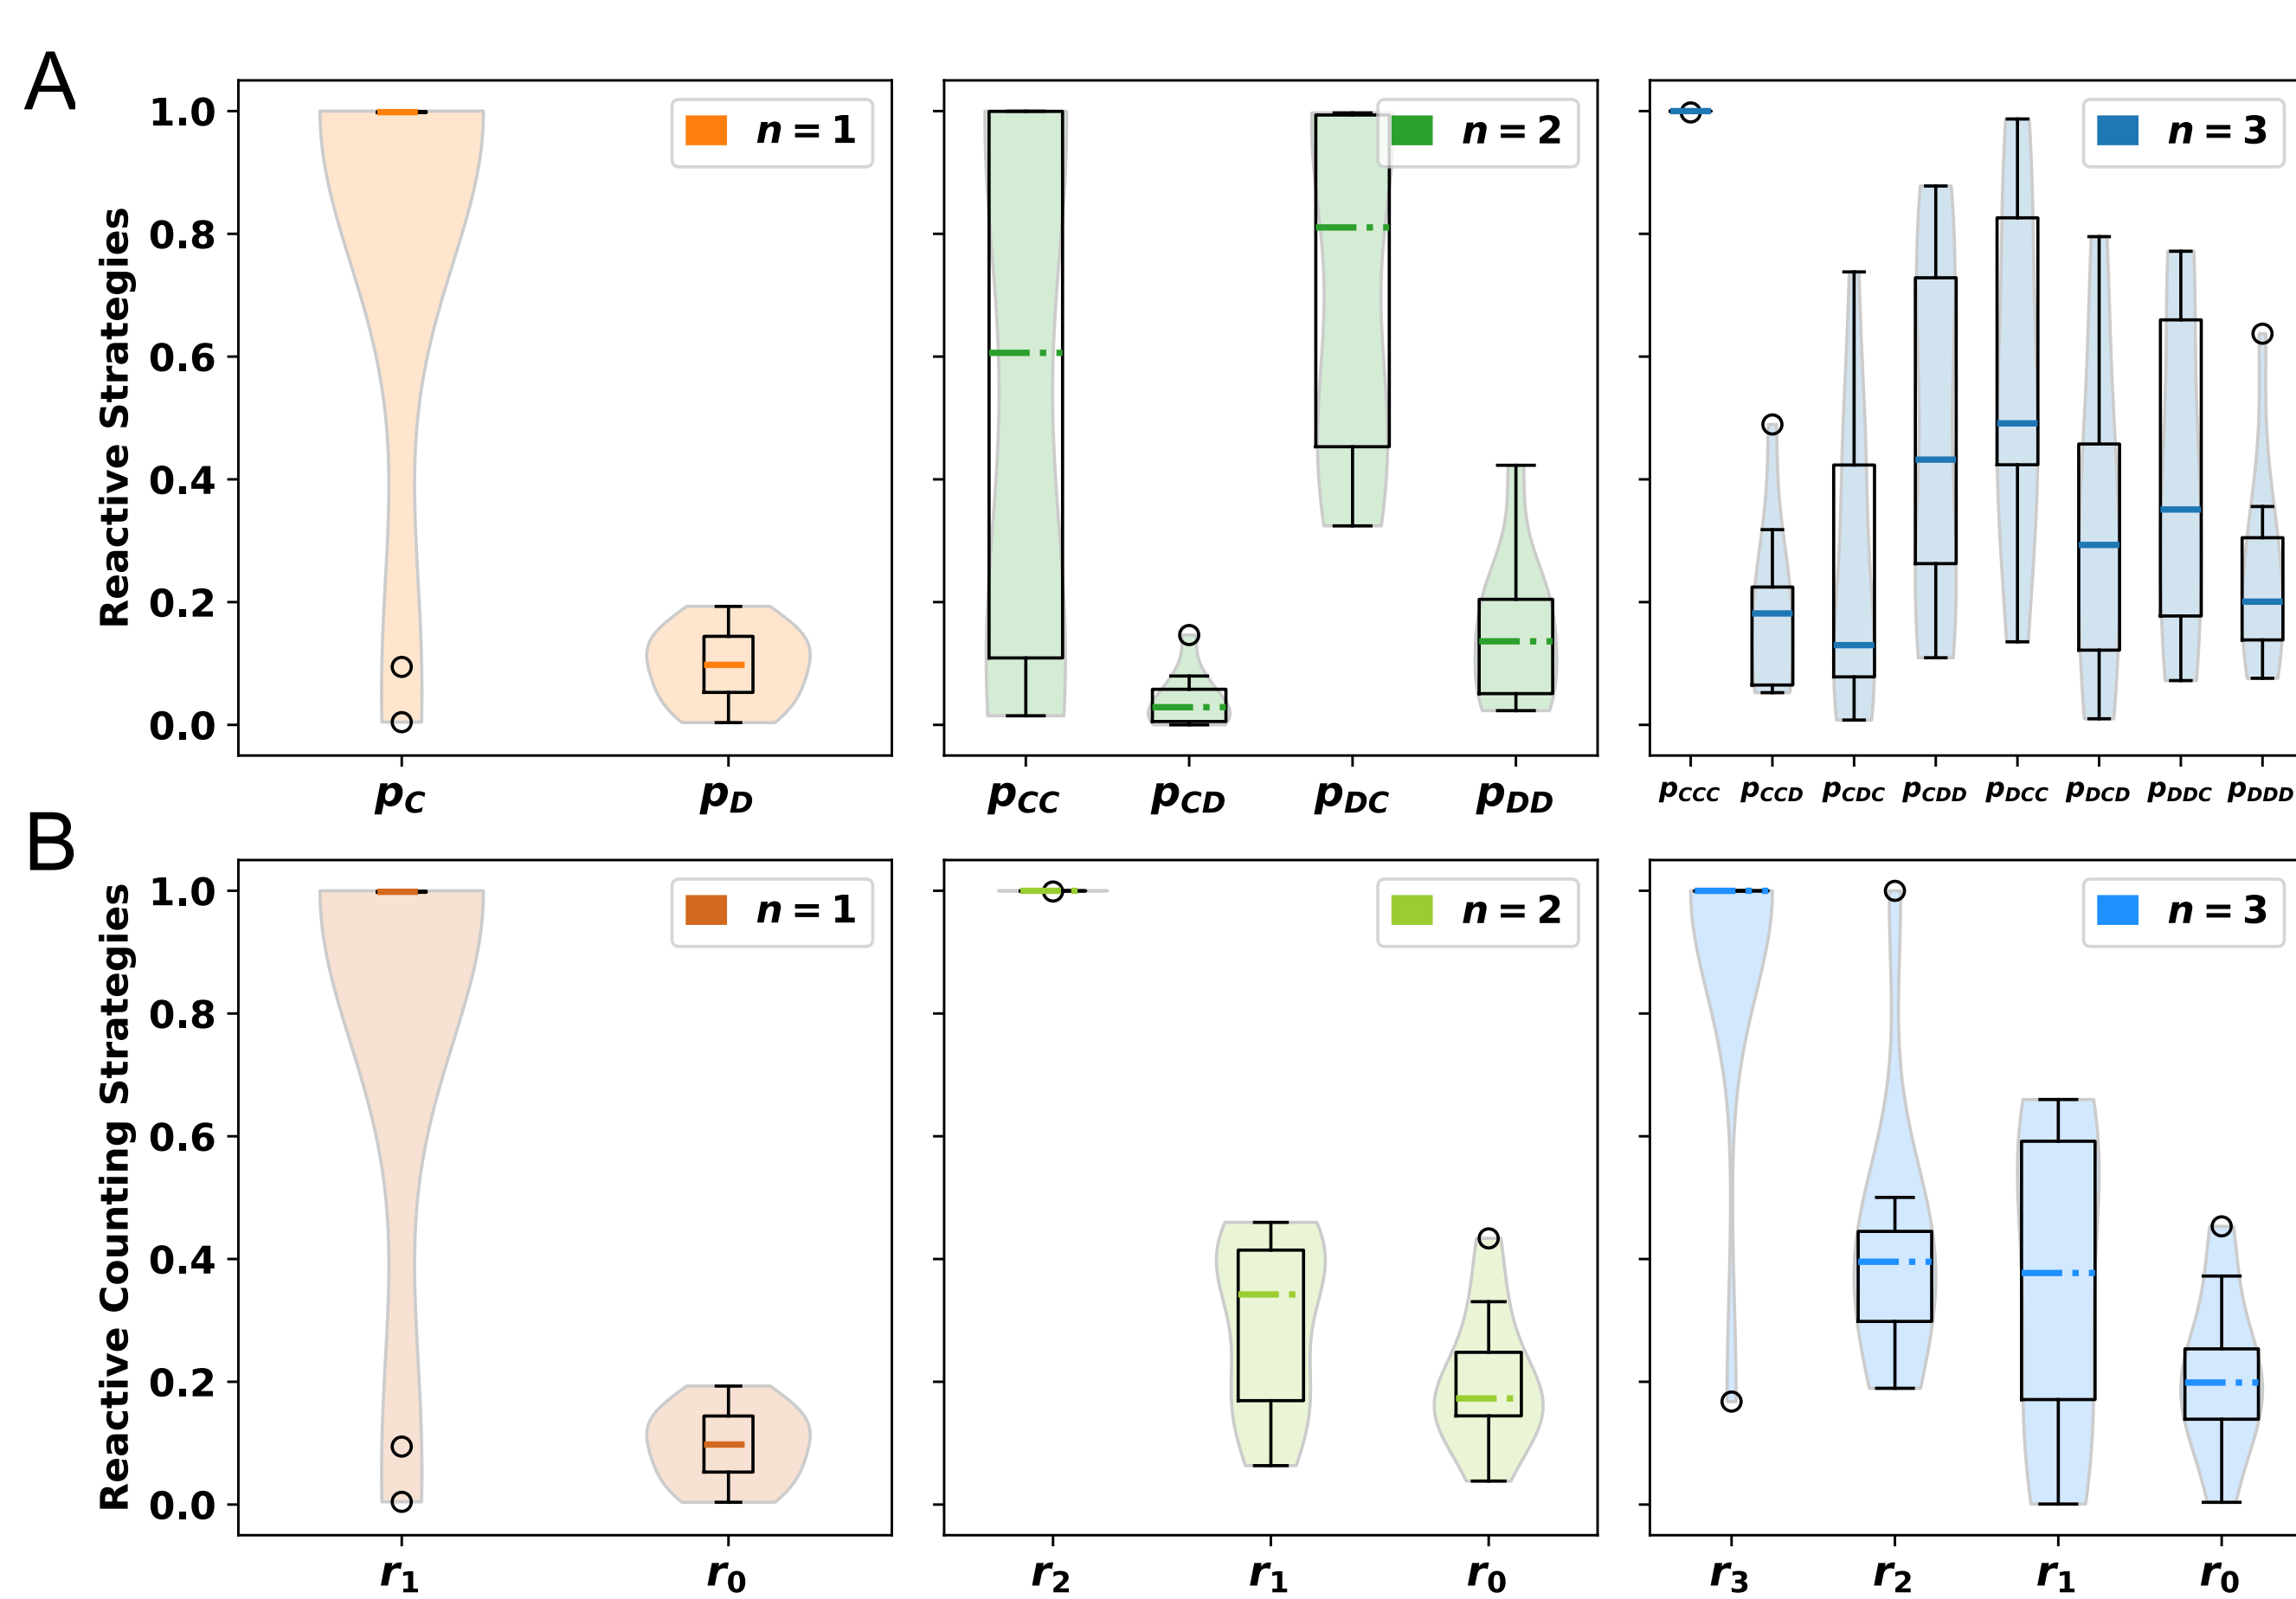 A
Reactive Strategies
1.0
0.8
0.6
0.4
0.2
0.0
n = 1
p_C p_D
n = 2
p_CC p_CD p_DC p_DD
n = 3
p_CCC p_CCD p_CDC p_CDD p_DCC p_DCD p_DDC p_DDD
B
Reactive Counting Strategies
1.0
0.8
0.6
0.4
0.2
0.0
n = 1
r_1 r_0
n = 2
r_2 r_1 r_0
n = 3
r_3 r_2 r_1 r_0